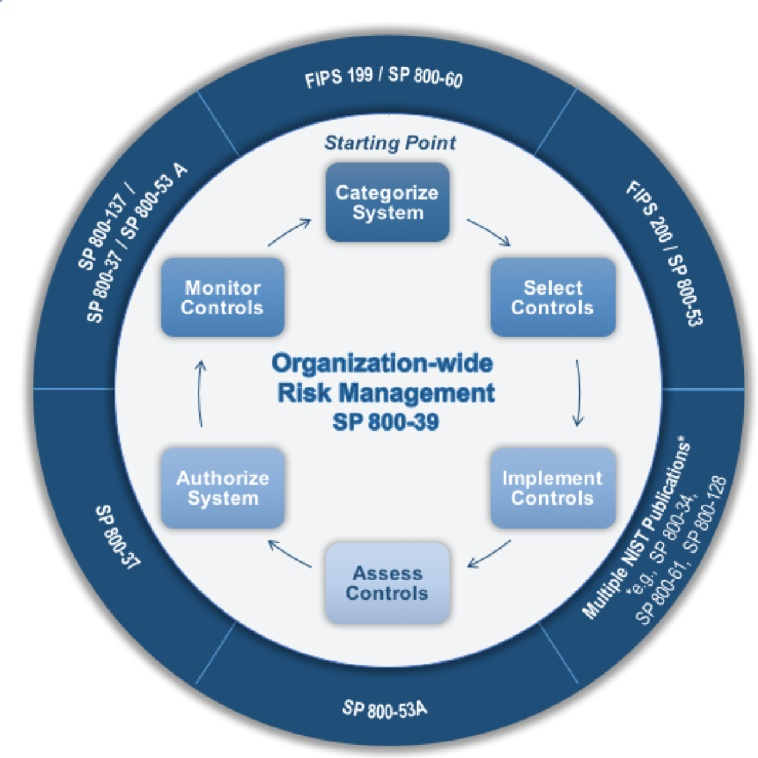 FIPS 199 / SP 800-60
Starting Point
Categorize
System
FIPS 200 / SP 800-53
Select
Controls
Multiple NIST Publications*
*e.g., SP 800-34,
SP 800-61, SP 800-128
Implement
Controls
SP 800-53A
Assess
Controls
SP 800-37
Authorize
System
SP 800-137 /
SP 800-37 / SP 800-53 A
Monitor
Controls
Organization-wide
Risk Management
SP 800-39